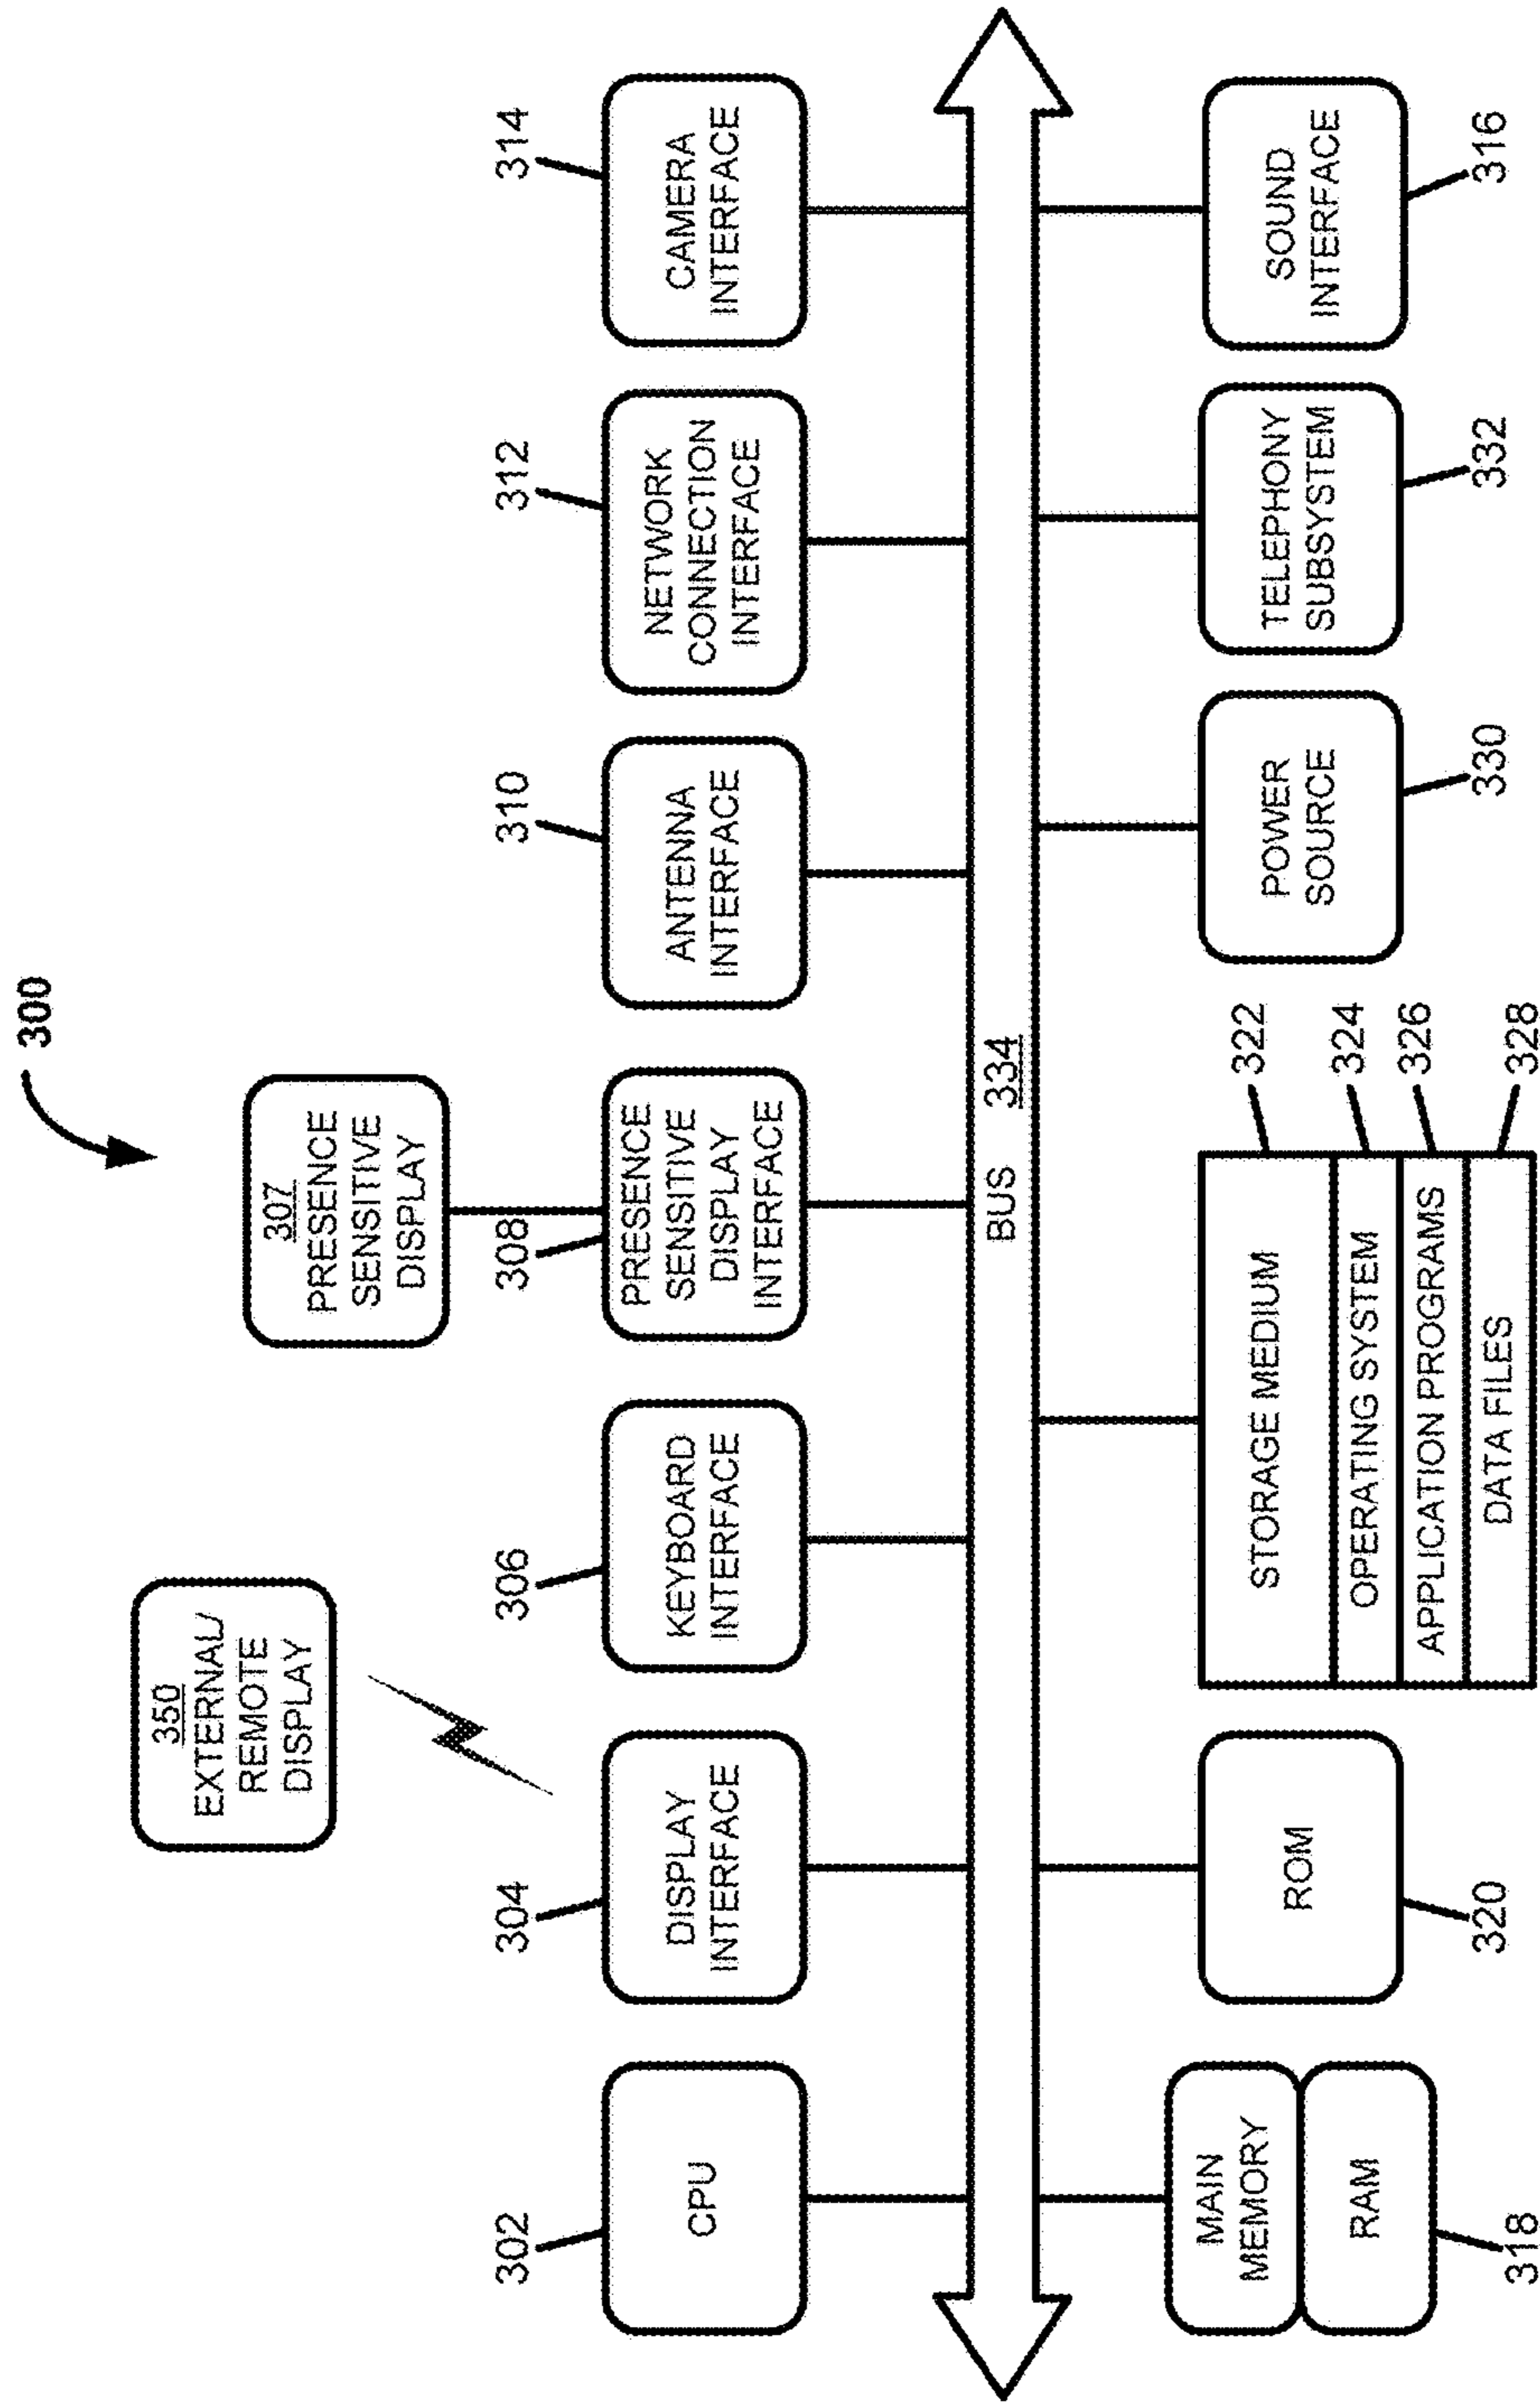 300
350
EXTERNAL/
REMOTE
DISPLAY
307
PRESENCE
SENSITIVE
DISPLAY
302
CPU
304
DISPLAY
INTERFACE
306
KEYBOARD
INTERFACE
308
PRESENCE
SENSITIVE
DISPLAY
INTERFACE
310
ANTENNA
INTERFACE
312
NETWORK
CONNECTION
INTERFACE
314
CAMERA
INTERFACE
BUS 334
MAIN
MEMORY
RAM
318
ROM
320
STORAGE MEDIUM
322
OPERATING SYSTEM
324
APPLICATION PROGRAMS
326
DATA FILES
328
POWER
SOURCE
330
TELEPHONY
SUBSYSTEM
332
SOUND
INTERFACE
316